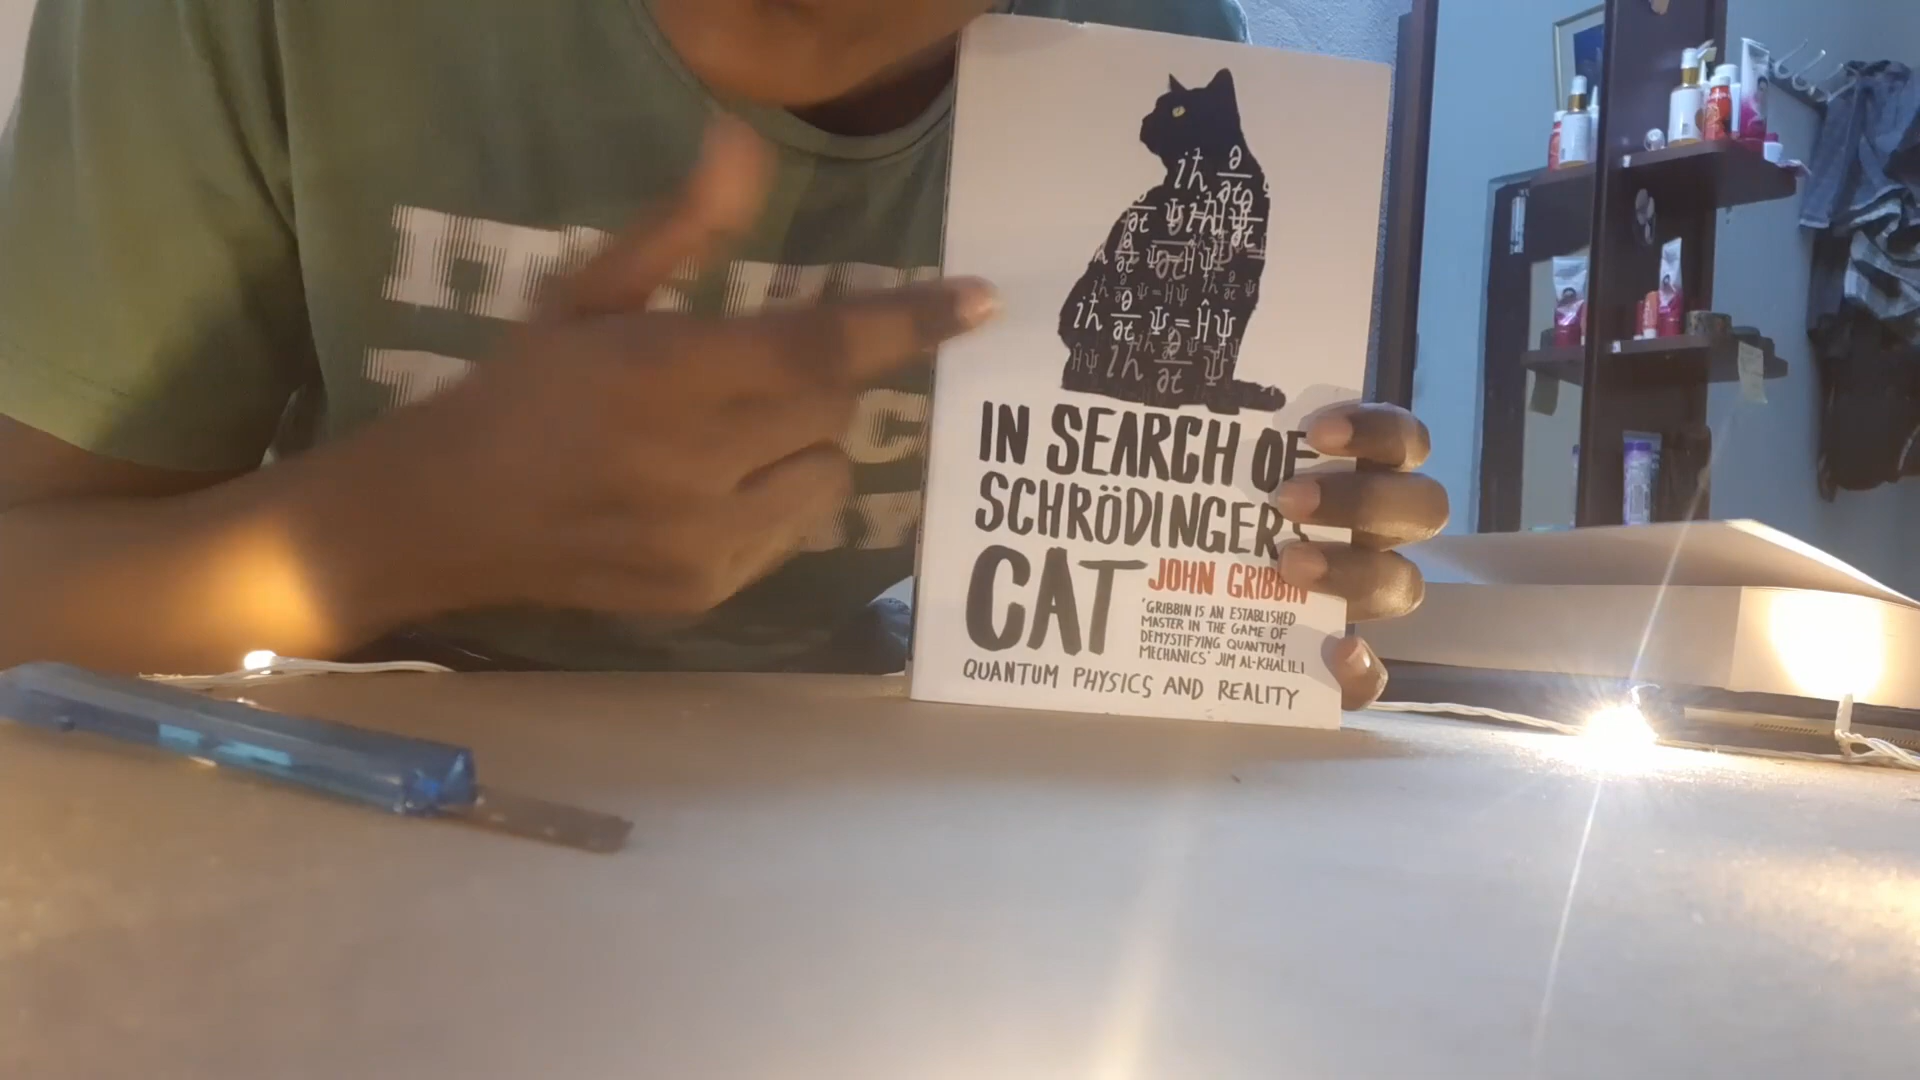 iħ ∂/∂t Ψ = ĤΨ
IN SEARCH OF
SCHRÖDINGER'S
CAT
JOHN GRIBBIN
'GRIBBIN IS AN ESTABLISHED
MASTER IN THE GAME OF
DEMYSTIFYING QUANTUM
MECHANICS' JIM AL-KHALILI
QUANTUM PHYSICS AND REALITY